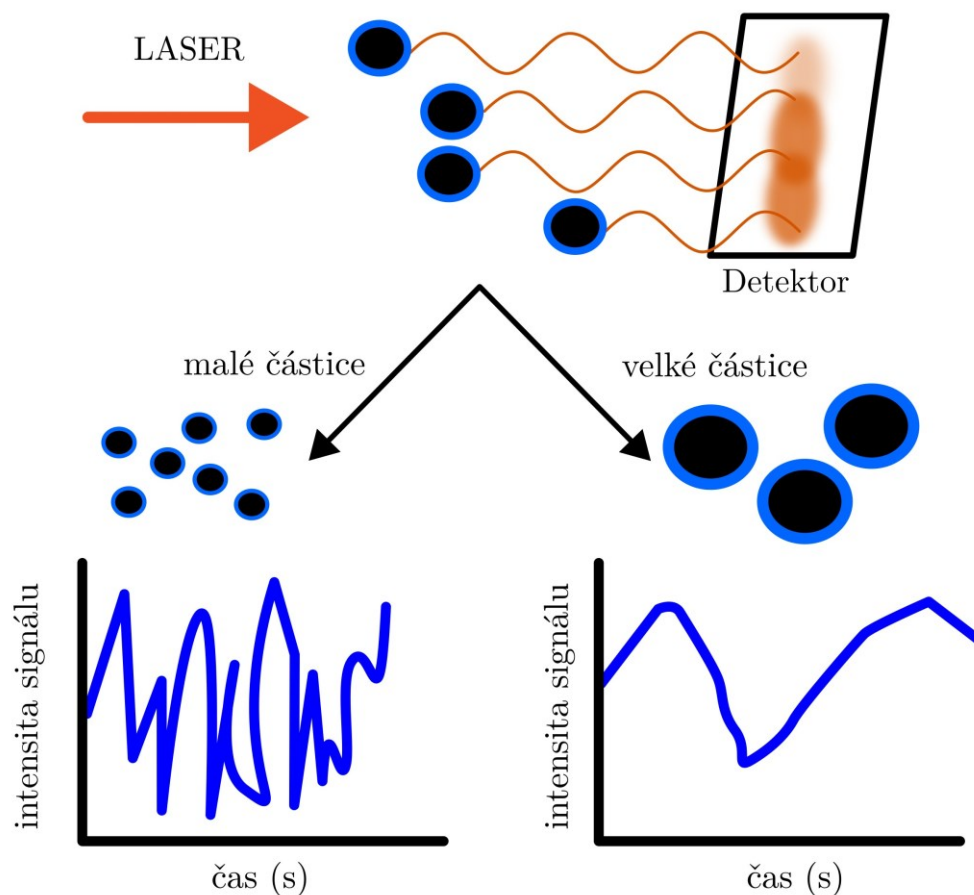 LASER
Detektor
malé částice
velké částice
intensita signálu
čas (s)
intensita signálu
čas (s)